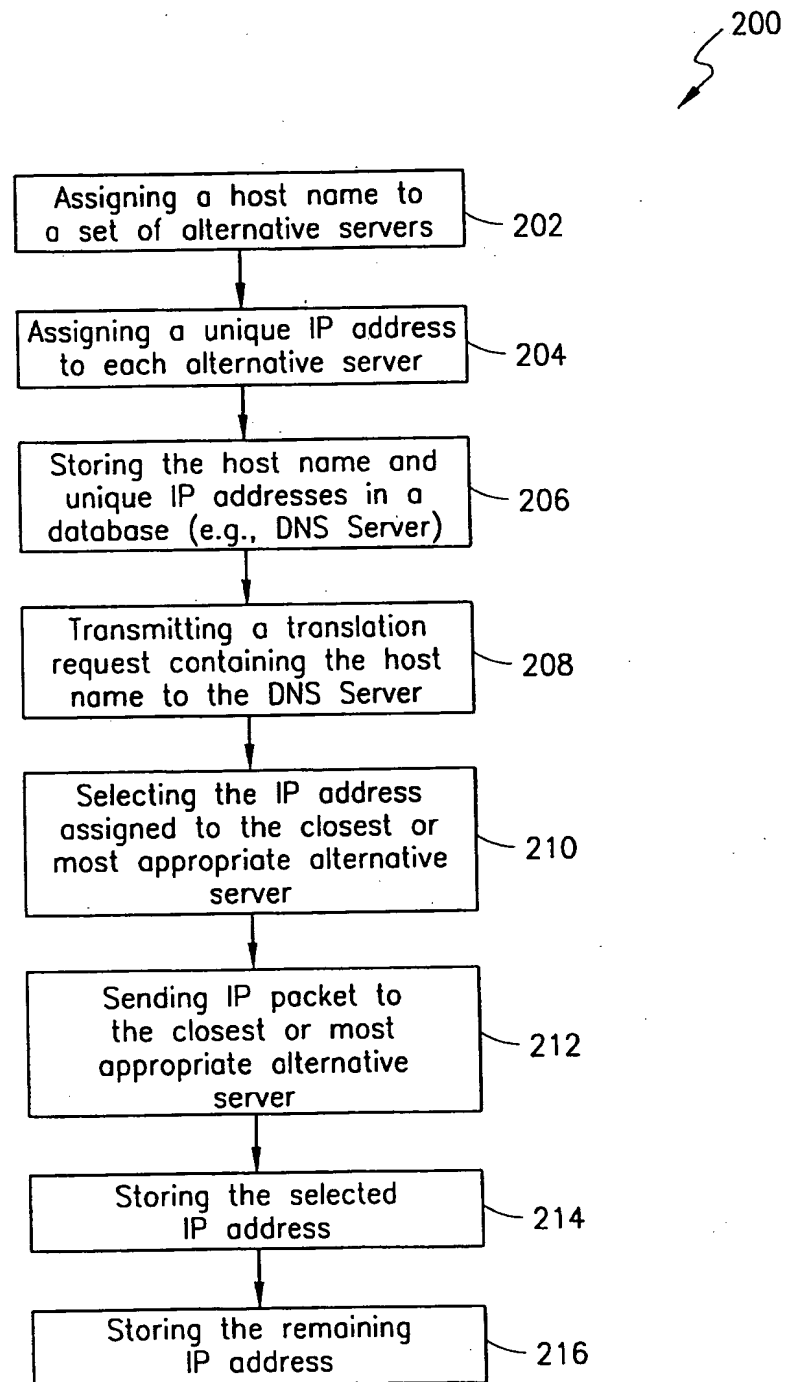 200
Assigning a host name to
a set of alternative servers
202
Assigning a unique IP address
to each alternative server
204
Storing the host name and
unique IP addresses in a
database (e.g., DNS Server)
206
Transmitting a translation
request containing the host
name to the DNS Server
208
Selecting the IP address
assigned to the closest or
most appropriate alternative
server
210
Sending IP packet to
the closest or most
appropriate alternative
server
212
Storing the selected
IP address
214
Storing the remaining
IP address
216